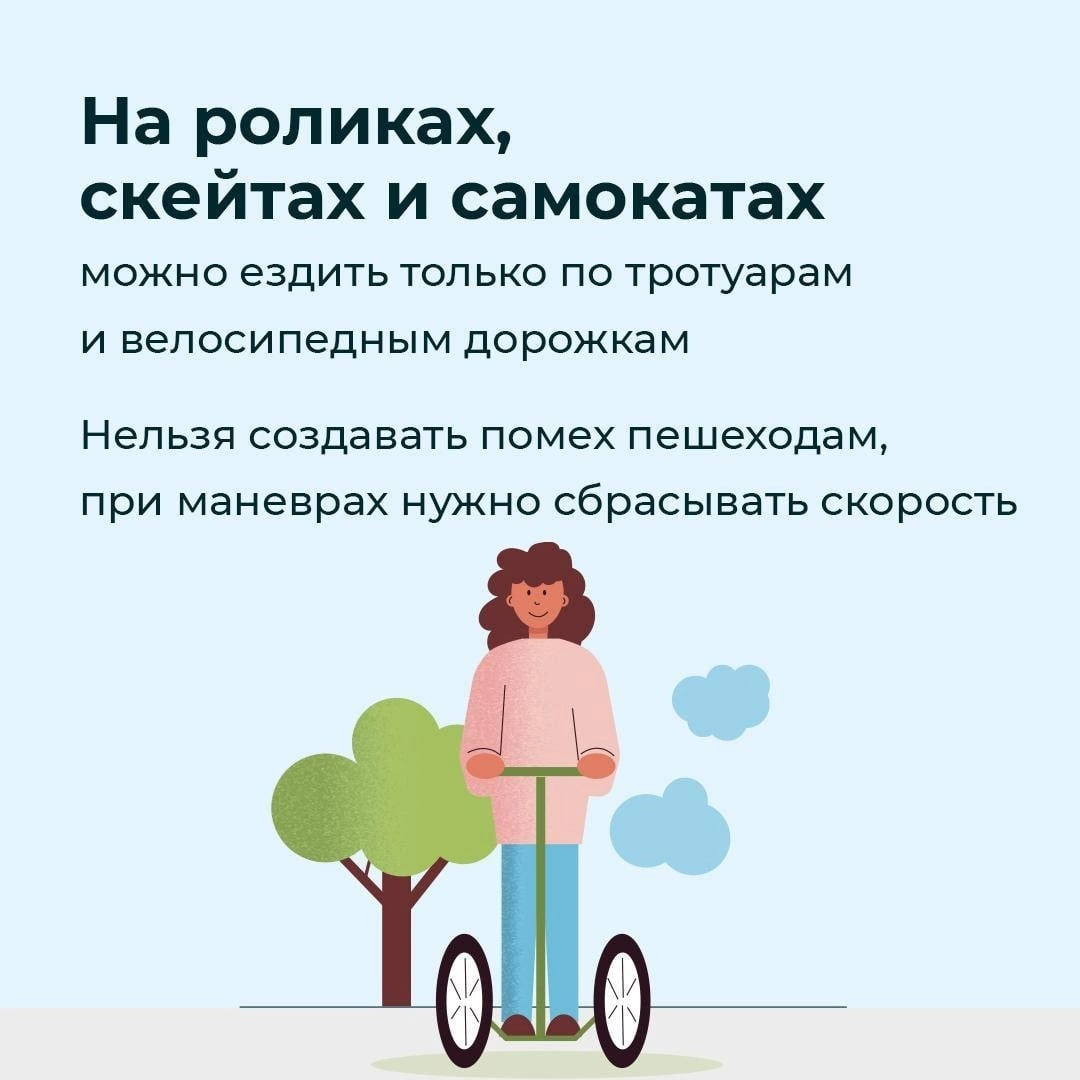 На роликах,
скейтах и самокатах
можно ездить только по тротуарам
и велосипедным дорожкам
Нельзя создавать помех пешеходам,
при маневрах нужно сбрасывать скорость